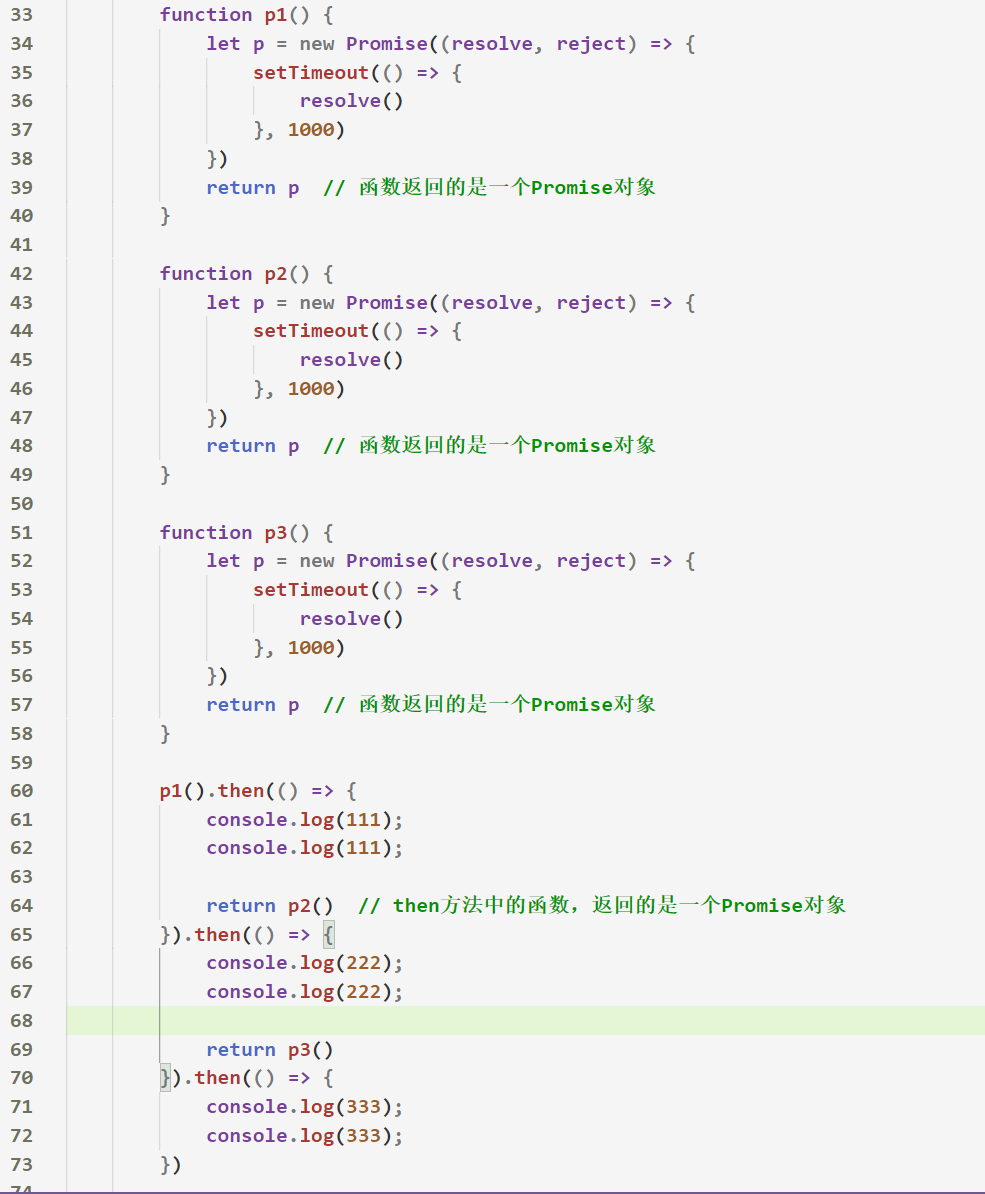 33 function p1() {
34 let p = new Promise((resolve, reject) => {
35 setTimeout(() => {
36 resolve()
37 }, 1000)
38 })
39 return p // 函数返回的是一个Promise对象
40 }
41
42 function p2() {
43 let p = new Promise((resolve, reject) => {
44 setTimeout(() => {
45 resolve()
46 }, 1000)
47 })
48 return p // 函数返回的是一个Promise对象
49 }
50
51 function p3() {
52 let p = new Promise((resolve, reject) => {
53 setTimeout(() => {
54 resolve()
55 }, 1000)
56 })
57 return p // 函数返回的是一个Promise对象
58 }
59
60 p1().then(() => {
61 console.log(111);
62 console.log(111);
63
64 return p2() // then方法中的函数，返回的是一个Promise对象
65 }).then(() => {
66 console.log(222);
67 console.log(222);
68
69 return p3()
70 }).then(() => {
71 console.log(333);
72 console.log(333);
73 })
74